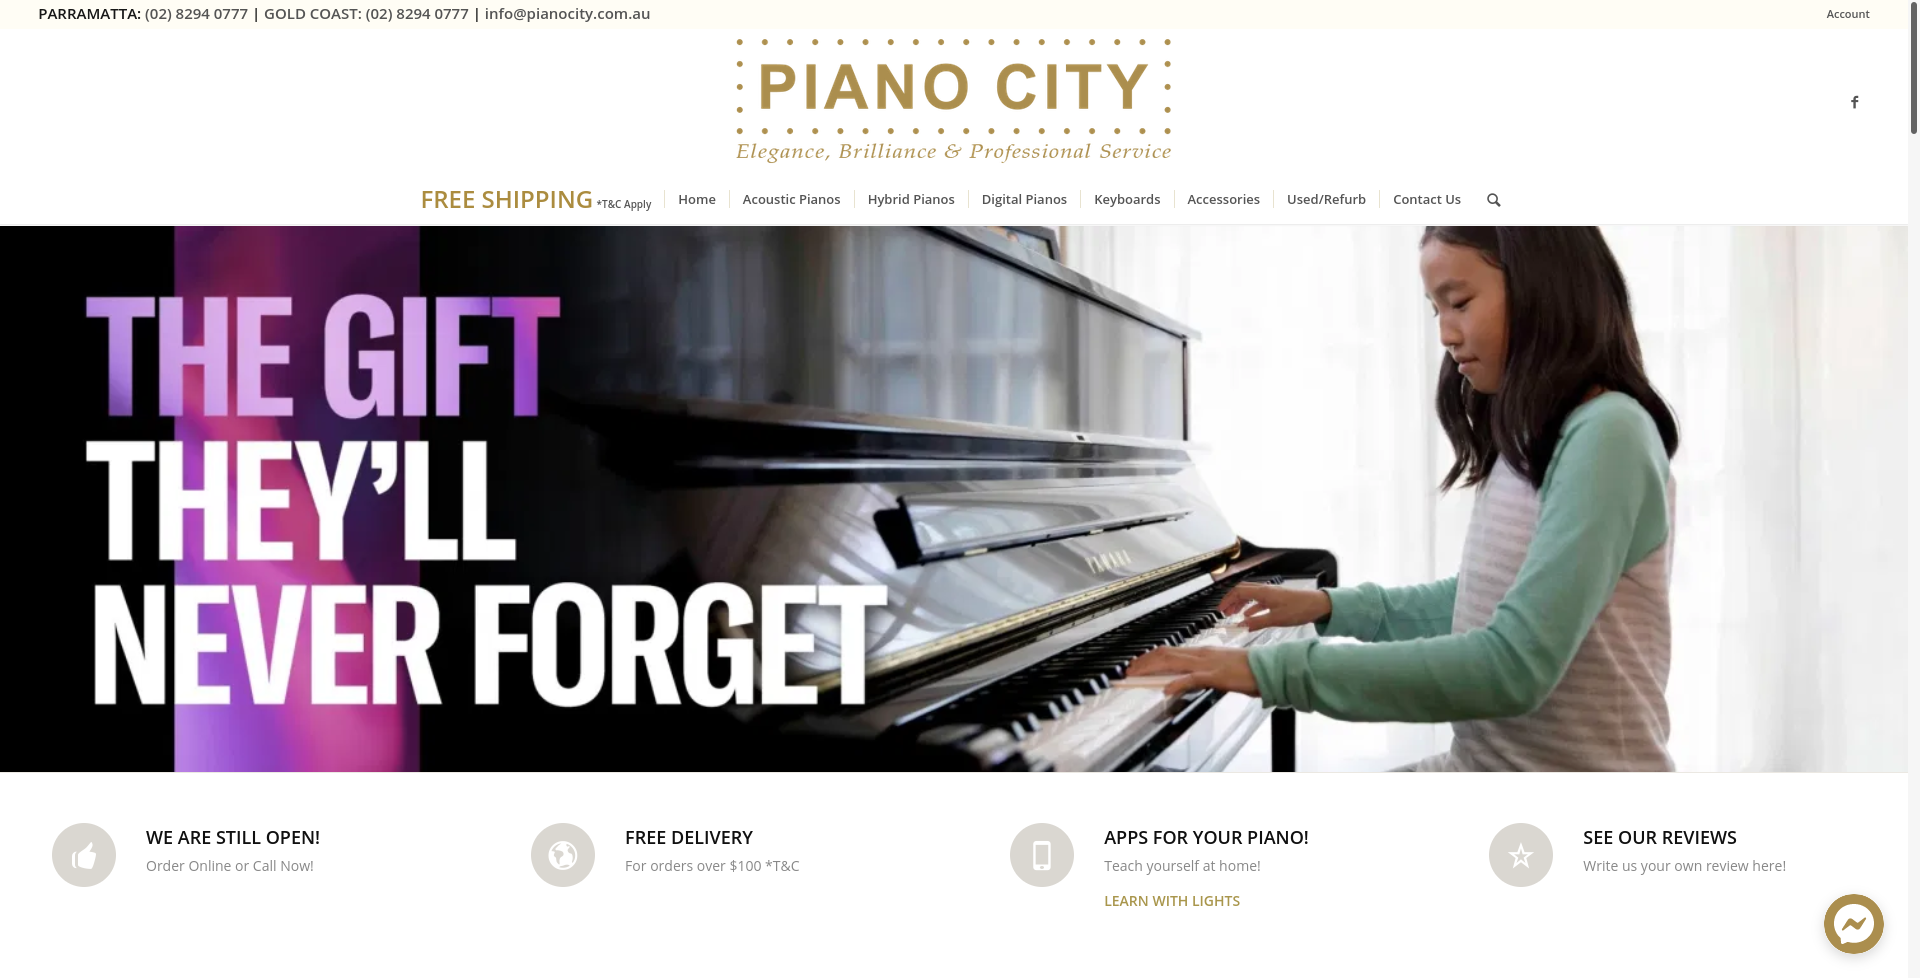 PARRAMATTA: (02) 8294 0777 | GOLD COAST: (02) 8294 0777 | info@pianocity.com.au
Account
PIANO CITY
Elegance, Brilliance & Professional Service
FREE SHIPPING *T&C Apply
Home
Acoustic Pianos
Hybrid Pianos
Digital Pianos
Keyboards
Accessories
Used/Refurb
Contact Us
THE GIFT
THEY’LL
NEVER FORGET
YAMAHA
WE ARE STILL OPEN!
Order Online or Call Now!
FREE DELIVERY
For orders over $100 *T&C
APPS FOR YOUR PIANO!
Teach yourself at home!
LEARN WITH LIGHTS
SEE OUR REVIEWS
Write us your own review here!